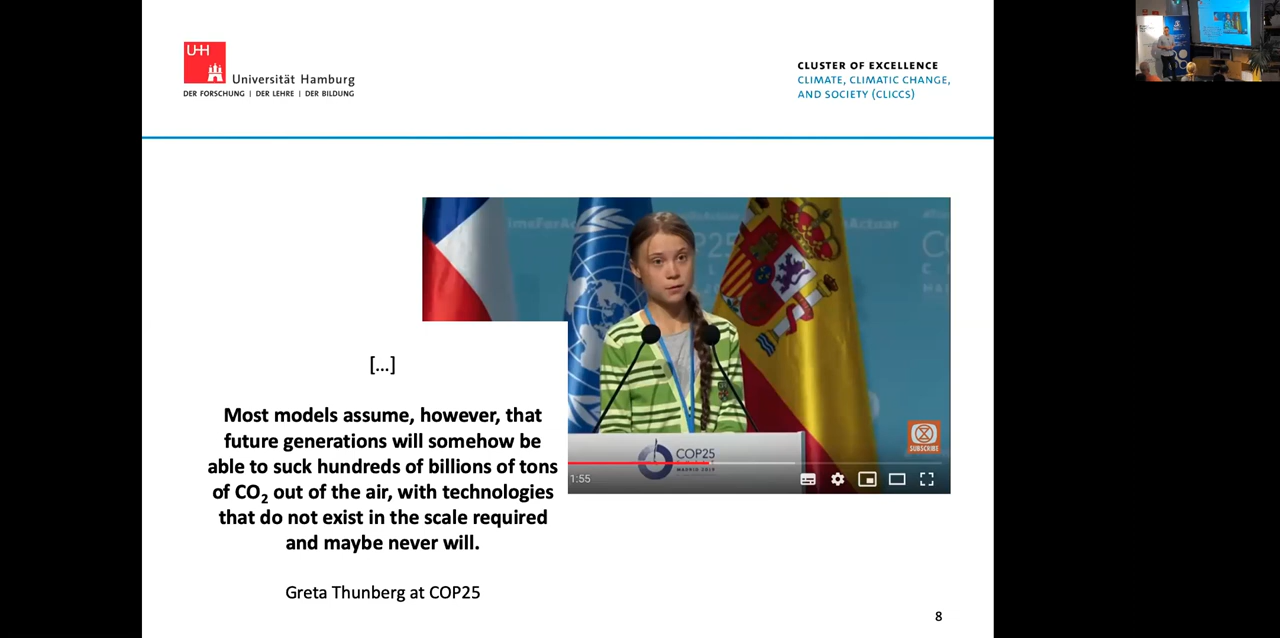 UHH
Universität Hamburg
DER FORSCHUNG | DER LEHRE | DER BILDUNG
CLUSTER OF EXCELLENCE
CLIMATE, CLIMATIC CHANGE,
AND SOCIETY (CLICCS)
[...]
Most models assume, however, that
future generations will somehow be
able to suck hundreds of billions of tons
of CO₂ out of the air, with technologies
that do not exist in the scale required
and maybe never will.
Greta Thunberg at COP25
COP25
MADRID 2019
SUBSCRIBE
1:55
8